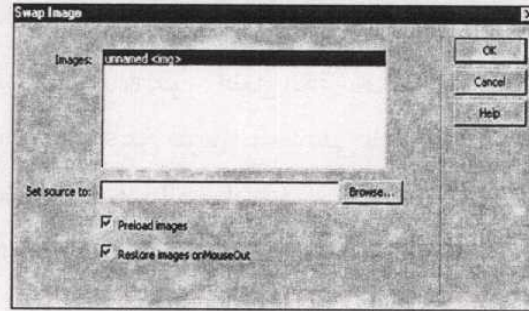 Swap Image
Images:
unnamed <img>
OK
Cancel
Help
Set source to:
Browse...
Preload images
Restore images onMouseOut